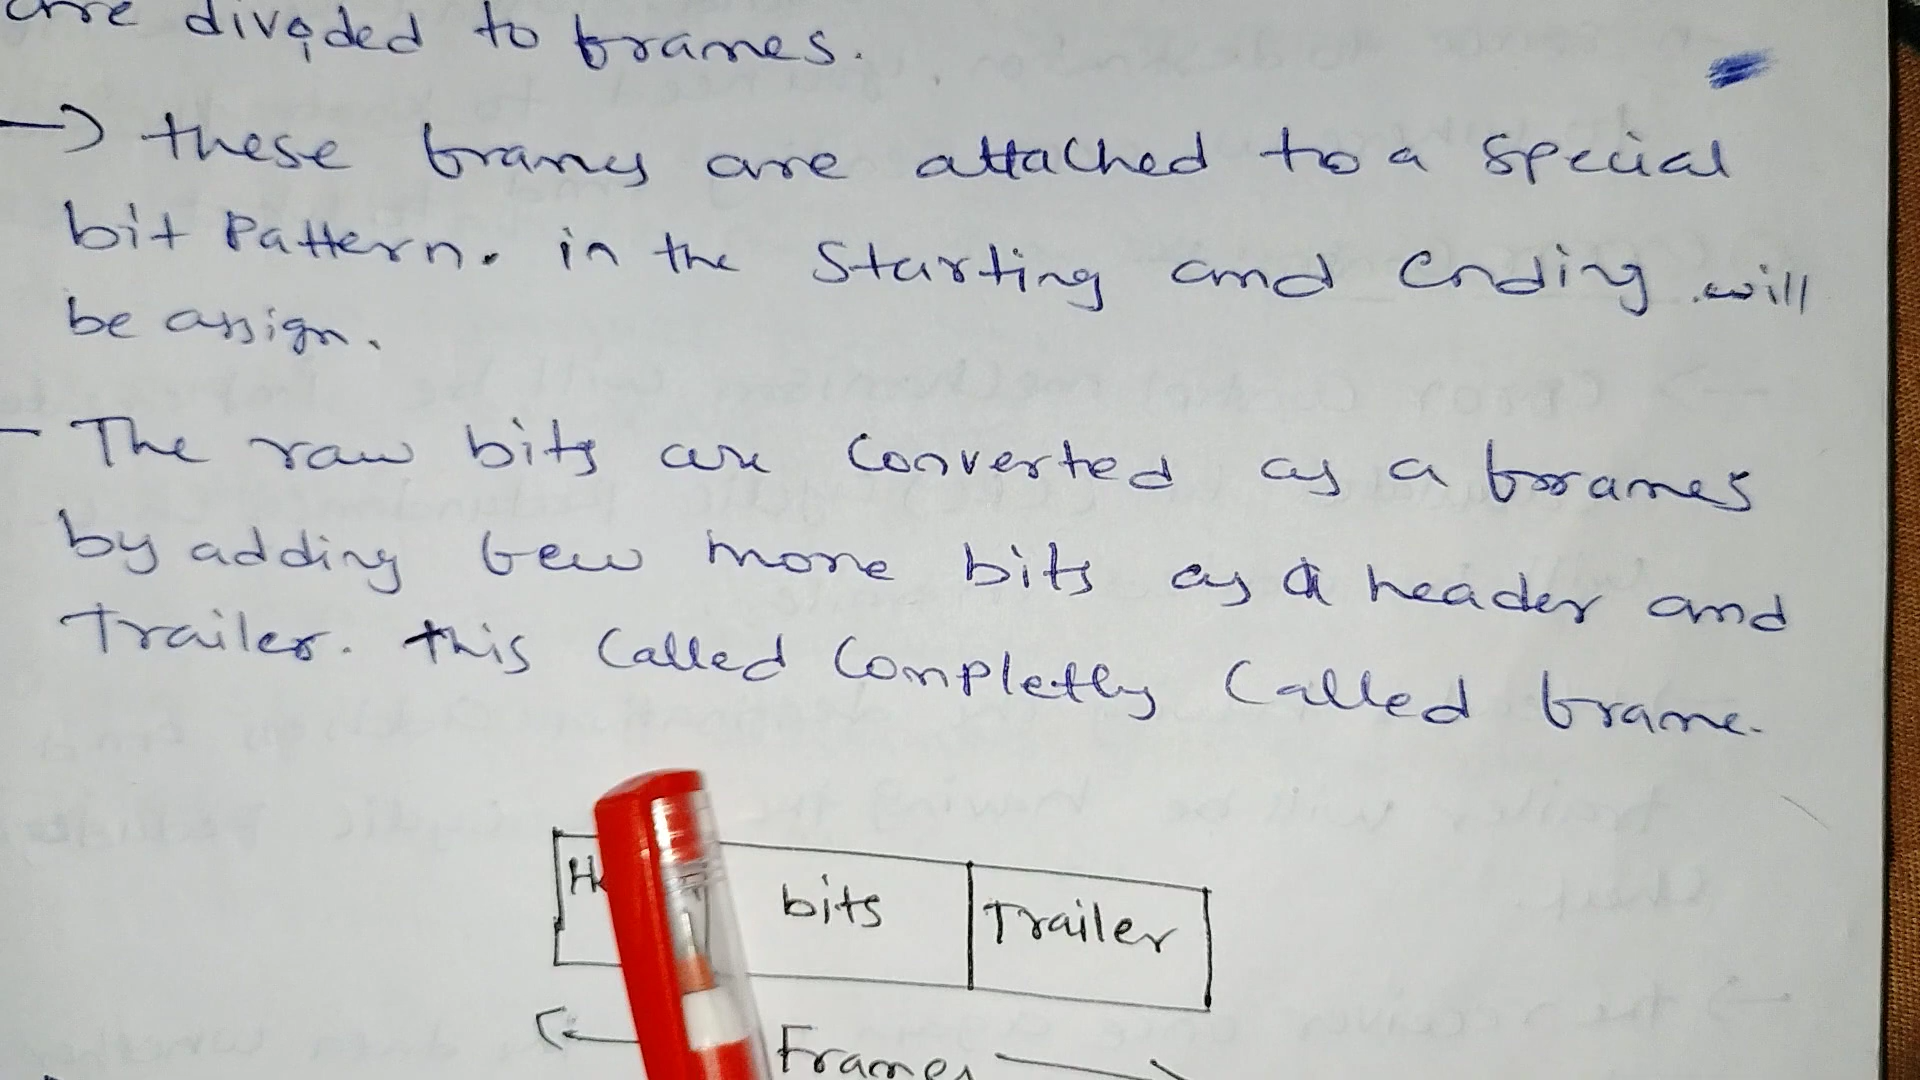 are divided to frames.
→ these frames are attached to a special
bit Pattern. in the Starting and ending will
be assign.
- The raw bits are Converted as a frames
by adding few more bits as a header and
Trailer. this Called Completly Called frame.
bits Trailer
Frames